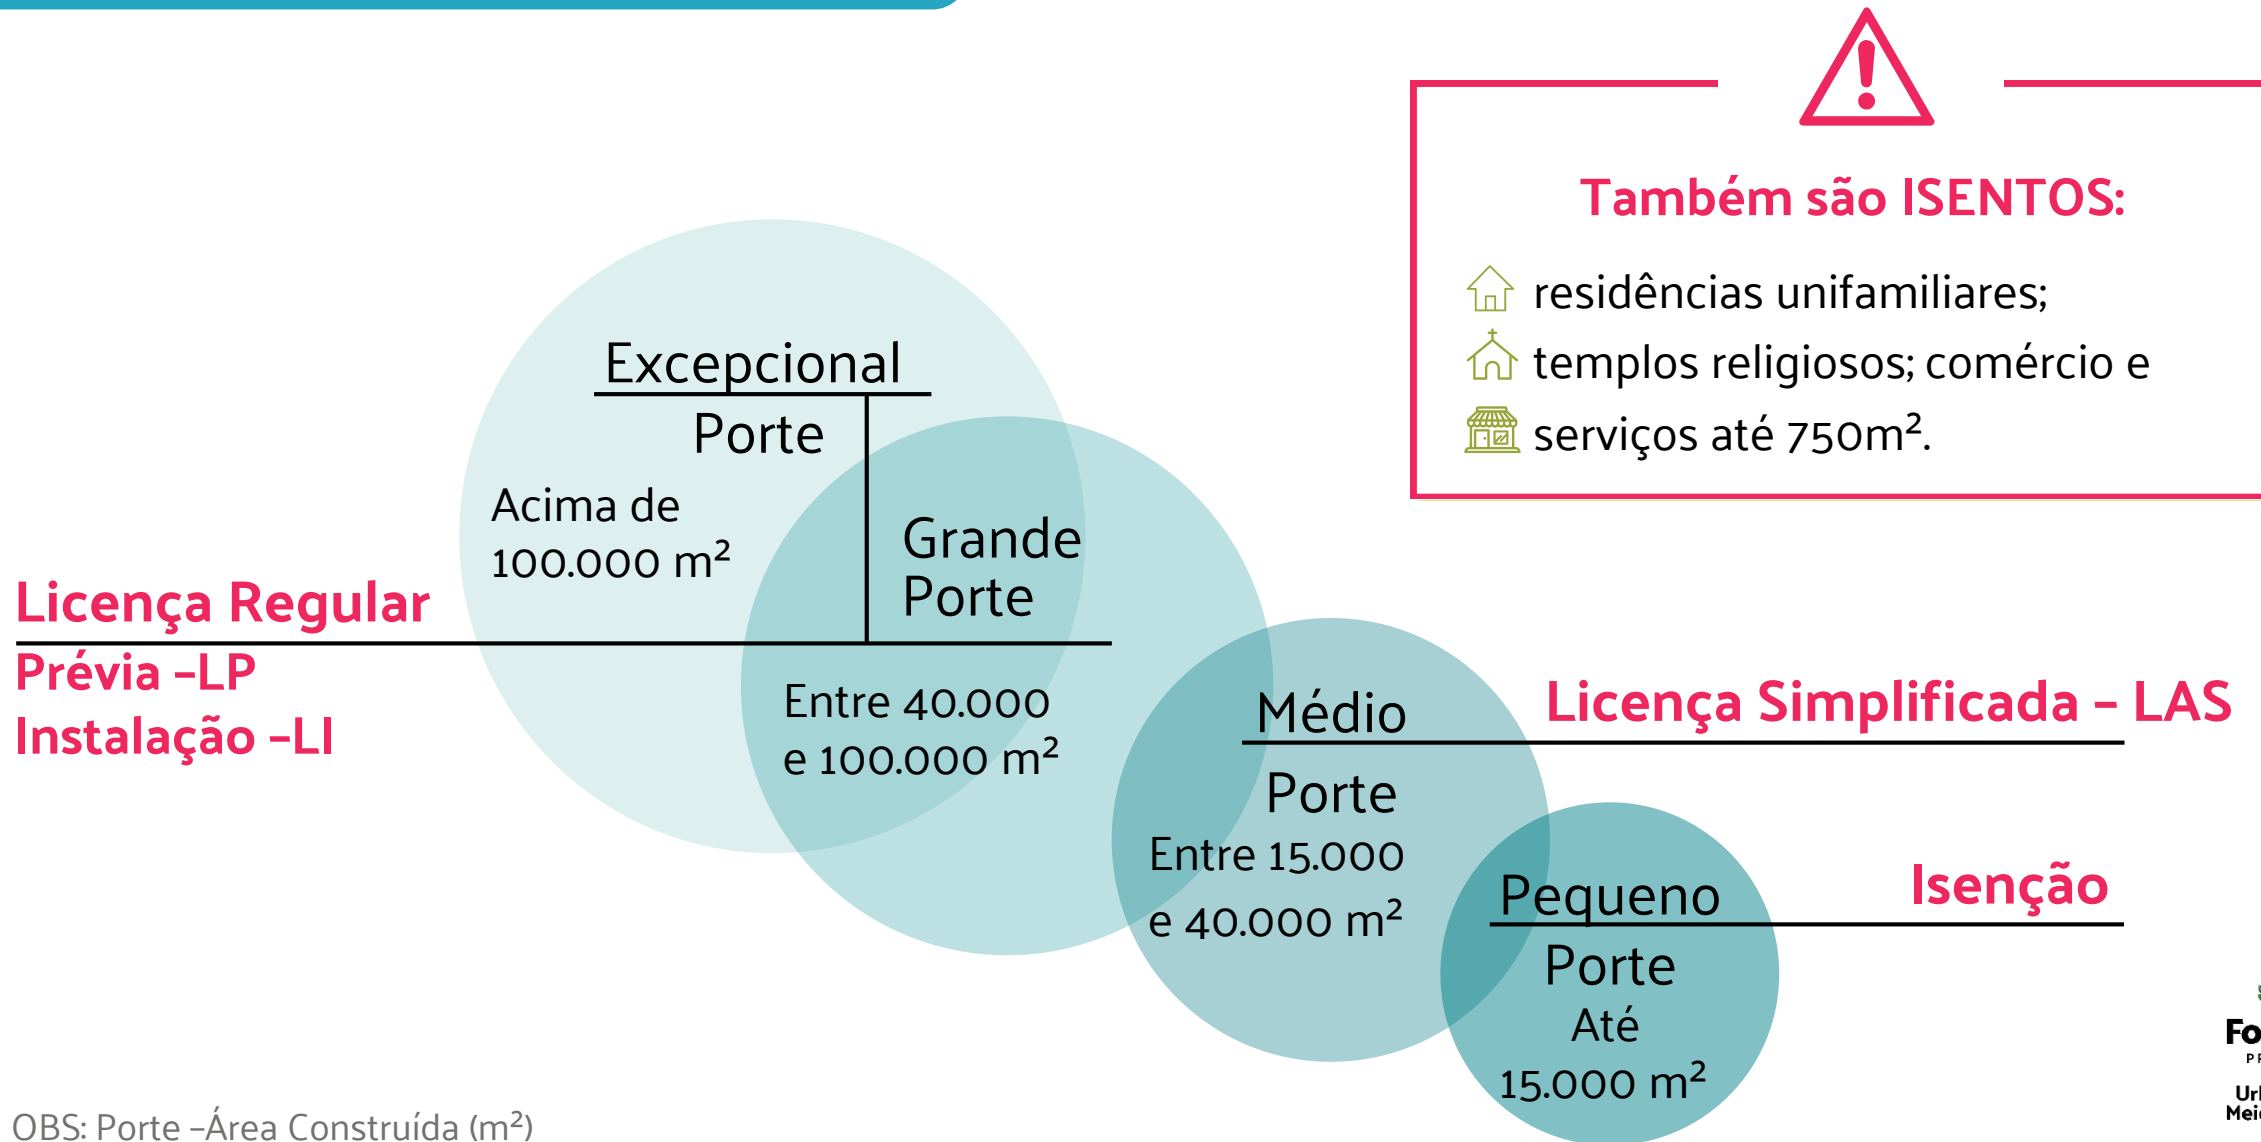 Também são ISENTOS:
residências unifamiliares;
templos religiosos; comércio e
serviços até 750m².
Excepcional
Porte
Acima de
100.000 m²
Grande
Porte
Entre 40.000
e 100.000 m²
Licença Regular
Prévia –LP
Instalação –LI
Médio
Porte
Entre 15.000
e 40.000 m²
Licença Simplificada – LAS
Pequeno
Porte
Até
15.000 m²
Isenção
OBS: Porte –Área Construída (m²)